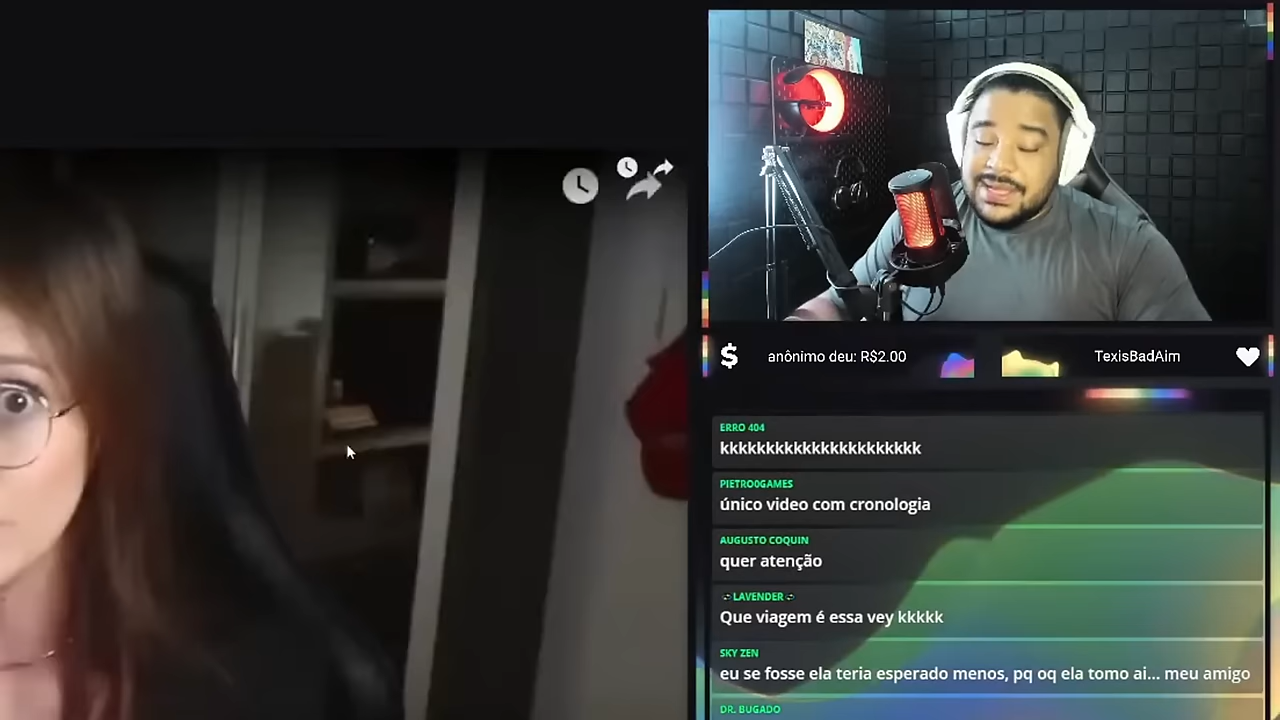 $ anônimo deu: R$2.00
TexisBadAim
ERRO 404
kkkkkkkkkkkkkkkkkkkkkk
PIETRO0GAMES
único video com cronologia
AUGUSTO COQUIN
quer atenção
LAVENDER
Que viagem é essa vey kkkkk
SKY ZEN
eu se fosse ela teria esperado menos, pq oq ela tomo ai... meu amigo
DR. BUGADO